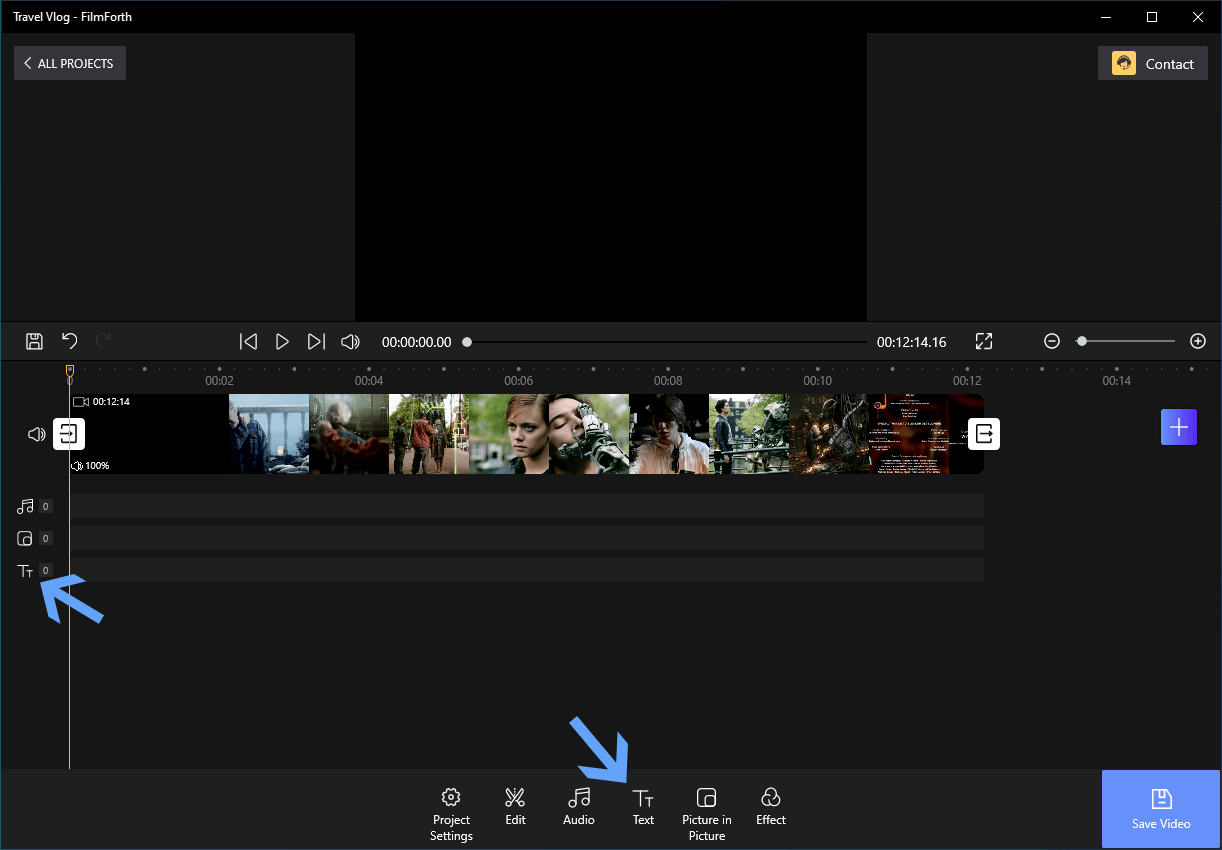 Travel Vlog - FilmForth
ALL PROJECTS
Contact
00:00:00.00
00:12:14.16
0
00:02
00:04
00:06
00:08
00:10
00:12
00:14
00:12:14
100%
0
0
0
Project
Settings
Edit
Audio
Text
Picture in
Picture
Effect
Save Video